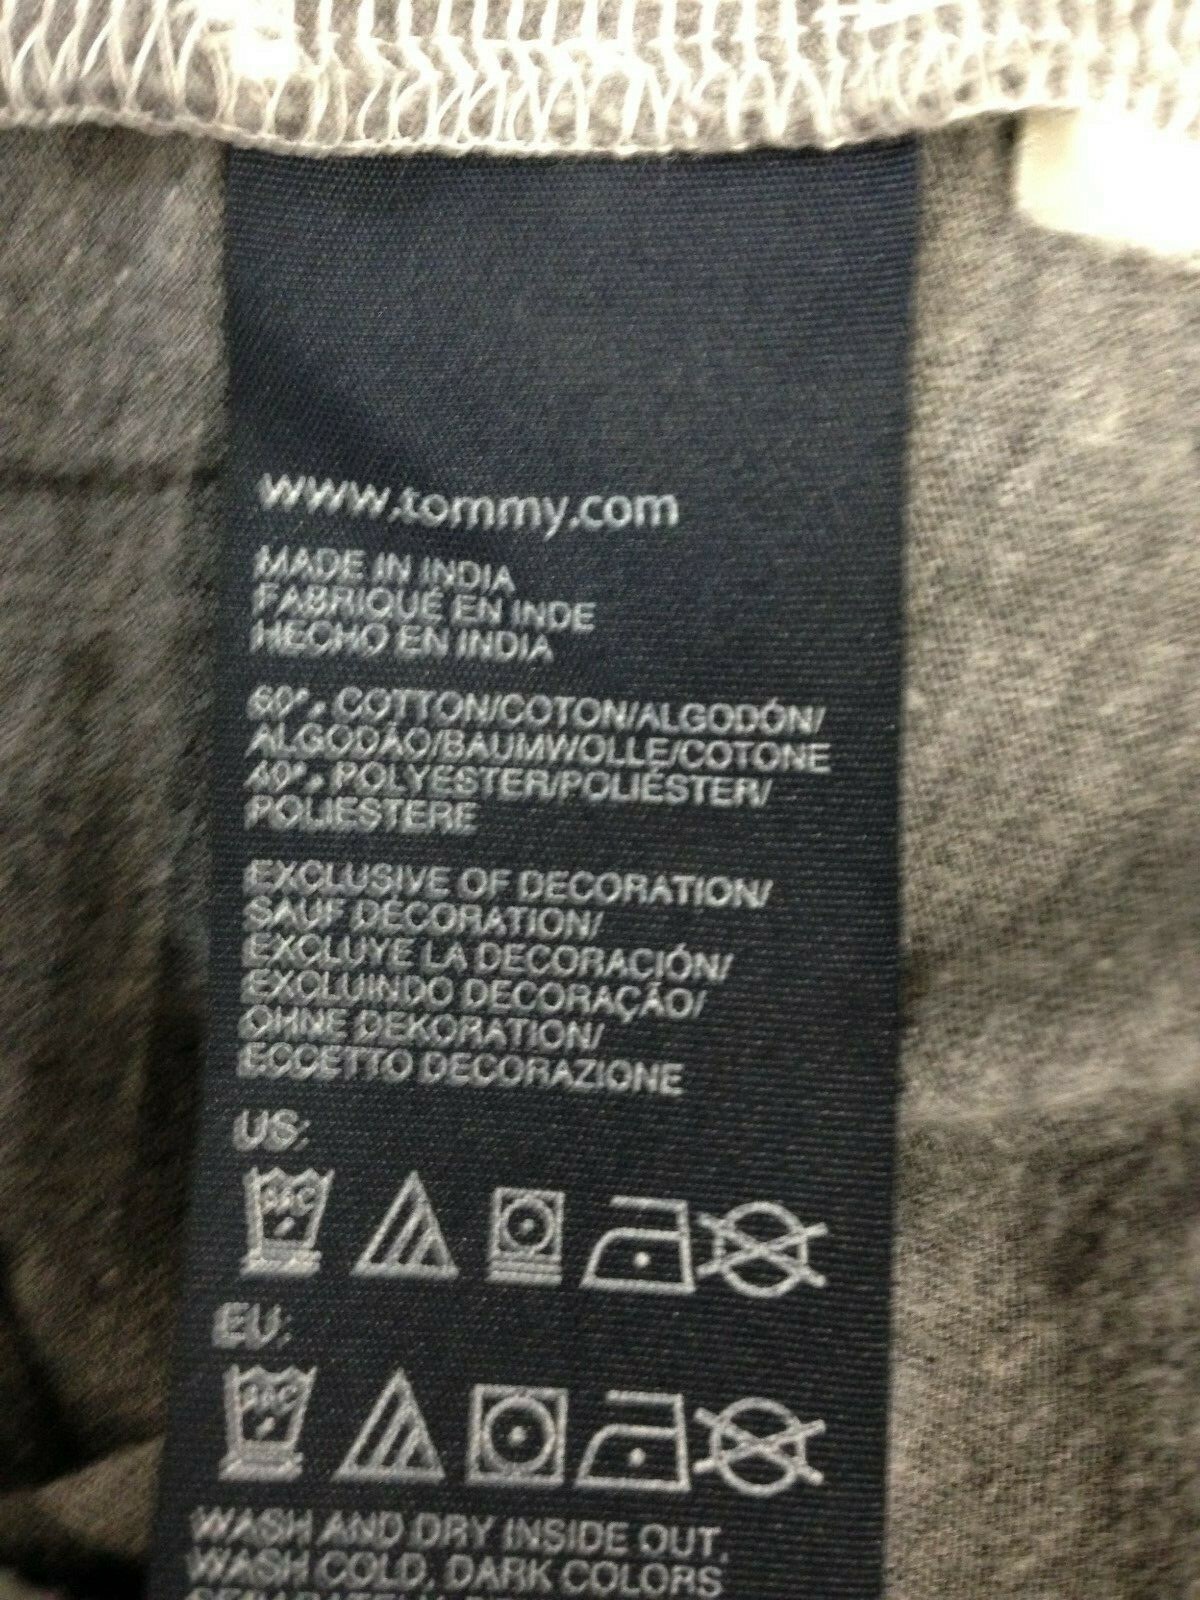 www.tommy.com
MADE IN INDIA
FABRIQUÉ EN INDE
HECHO EN INDIA
60% COTTON/COTON/ALGODÓN/
ALGODÃO/BAUMWOLLE/COTONE
40% POLYESTER/POLIÉSTER/
POLIESTERE
EXCLUSIVE OF DECORATION/
SAUF DÉCORATION/
EXCLUYE LA DECORACIÓN/
EXCLUINDO DECORAÇÃO/
OHNE DEKORATION/
ECCETTO DECORAZIONE
US:
EU:
WASH AND DRY INSIDE OUT.
WASH COLD. DARK COLORS